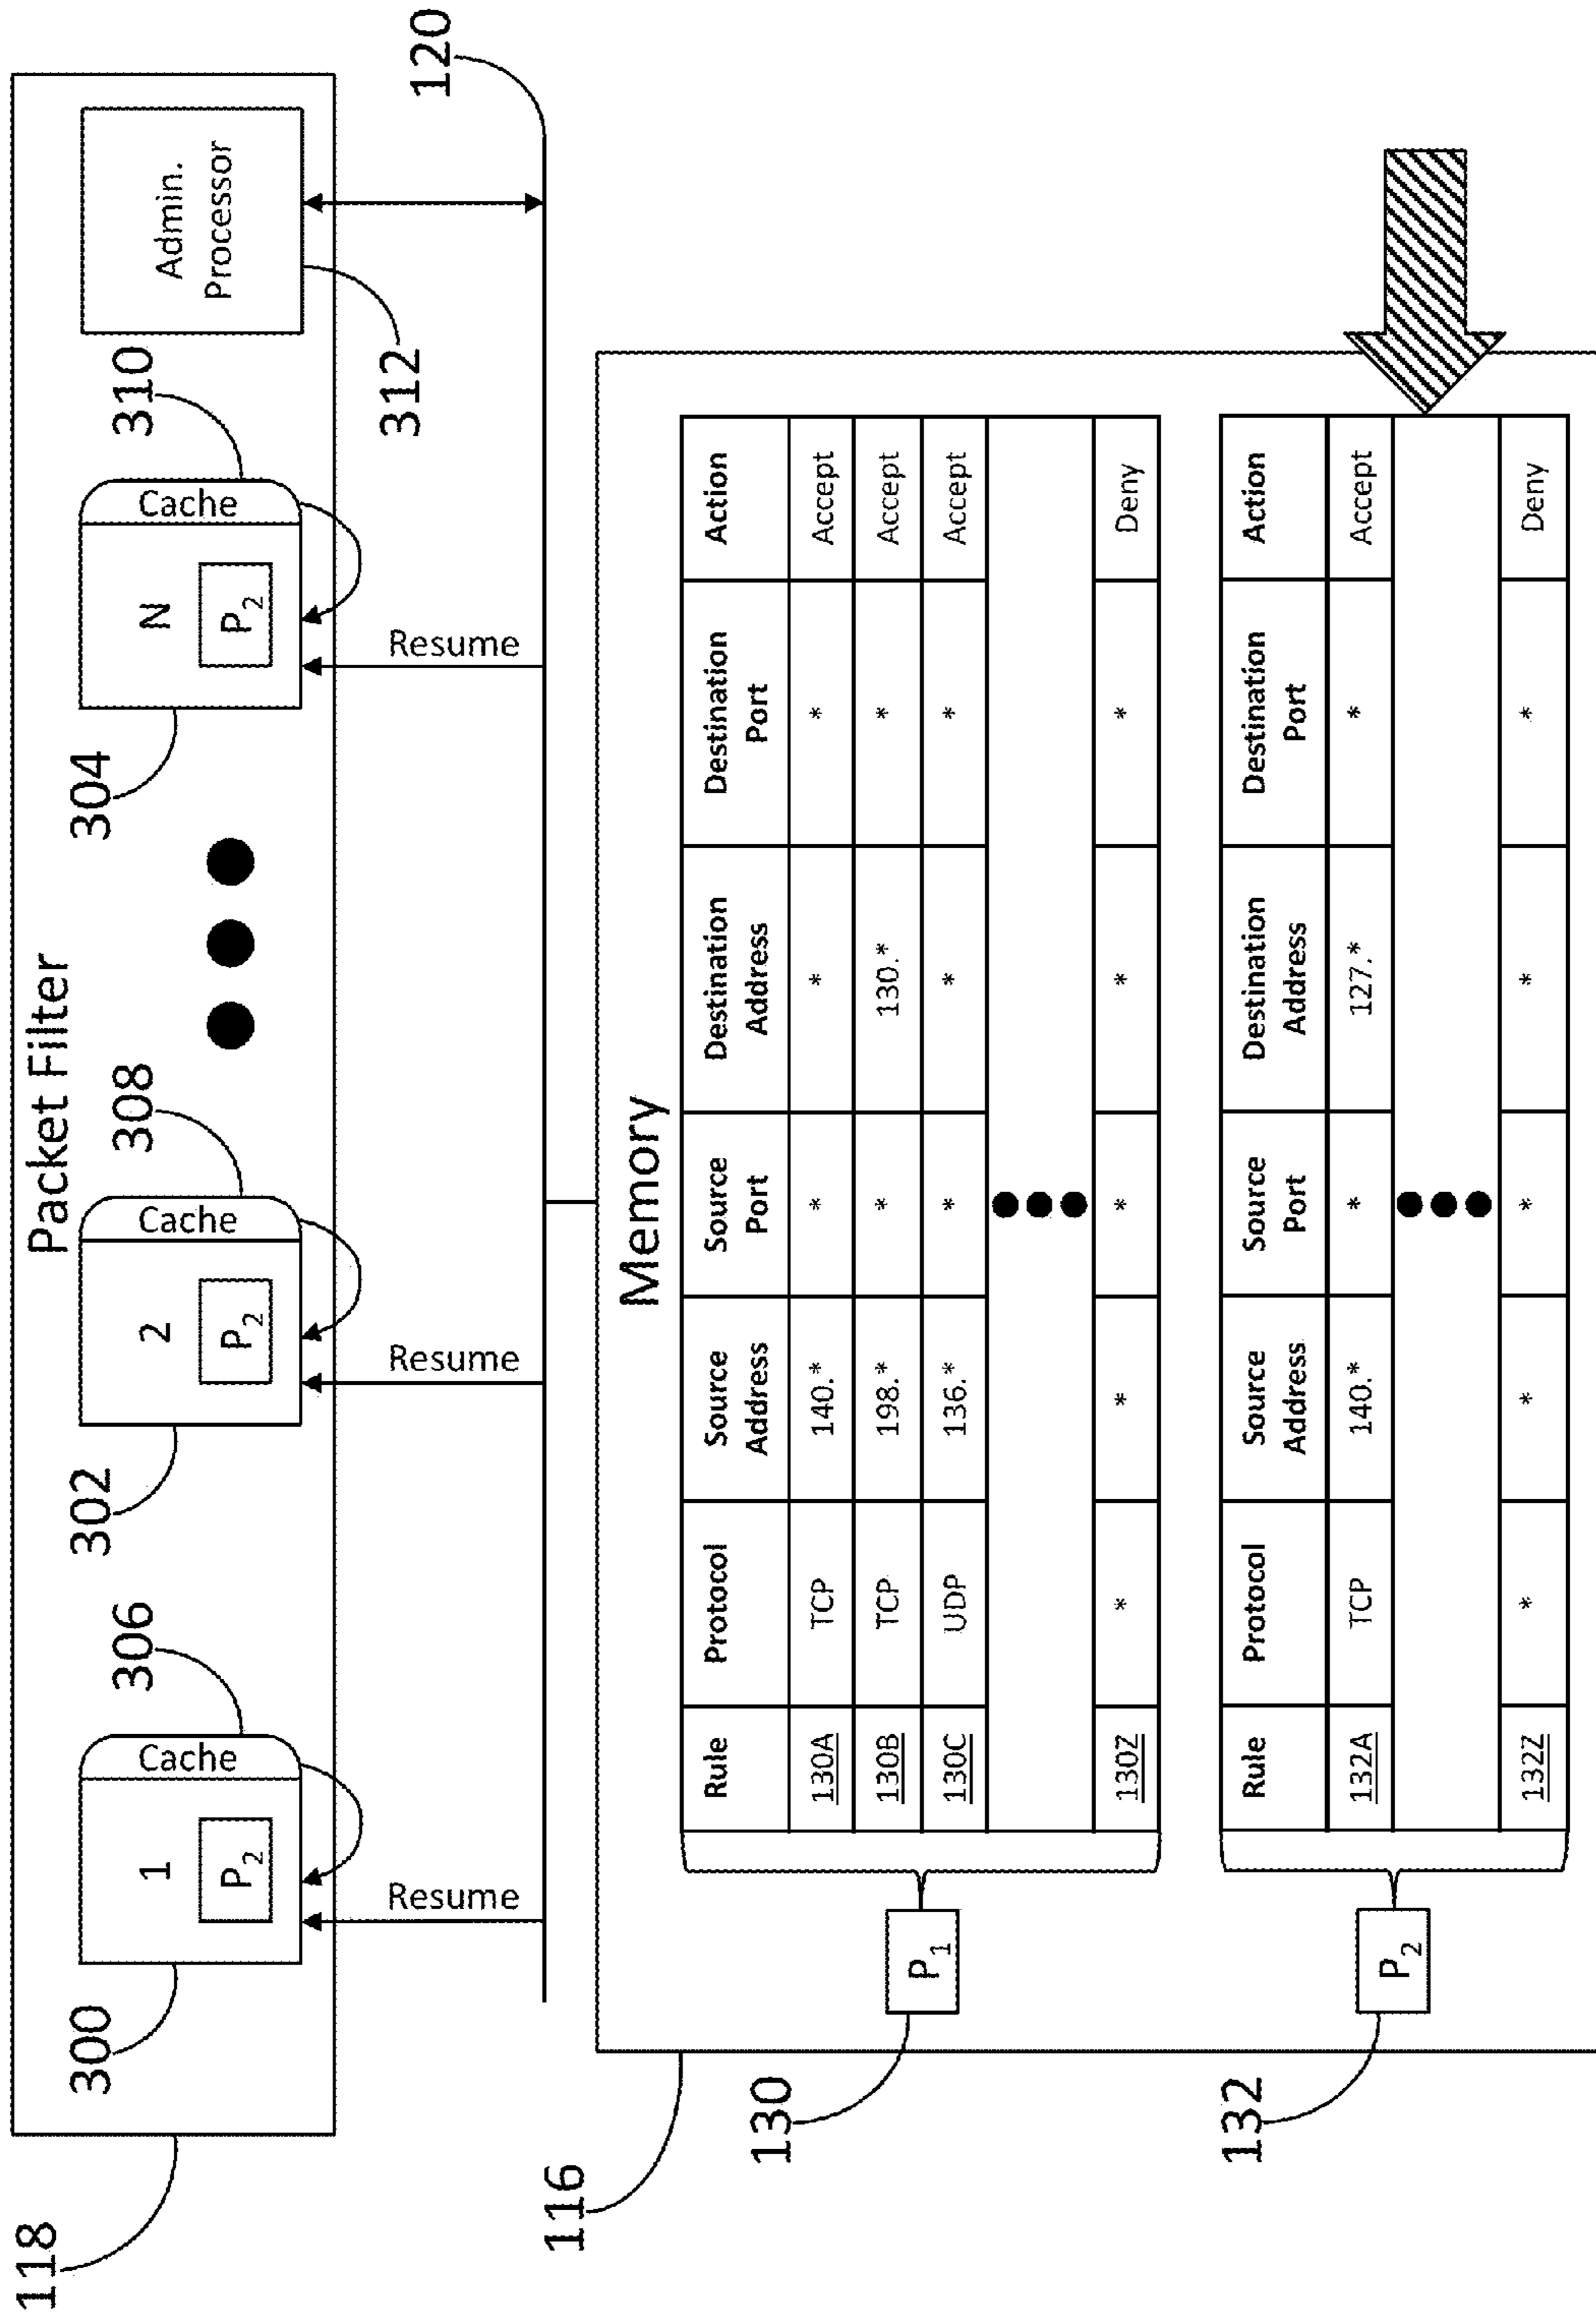 118
Packet Filter
300
1
P2
Cache
306
302
2
P2
Cache
308
304
N
P2
Cache
310
Admin.
Processor
312
Resume
Resume
Resume
120
116
Memory
130
P1
Rule Protocol Source Address Source Port Destination Address Destination Port Action
130A TCP 140.* * * * Accept
130B TCP 198.* * 130.* * Accept
130C UDP 136.* * * * Accept
130Z * * * * * Deny
132
P2
Rule Protocol Source Address Source Port Destination Address Destination Port Action
132A TCP 140.* * 127.* * Accept
132Z * * * * * Deny